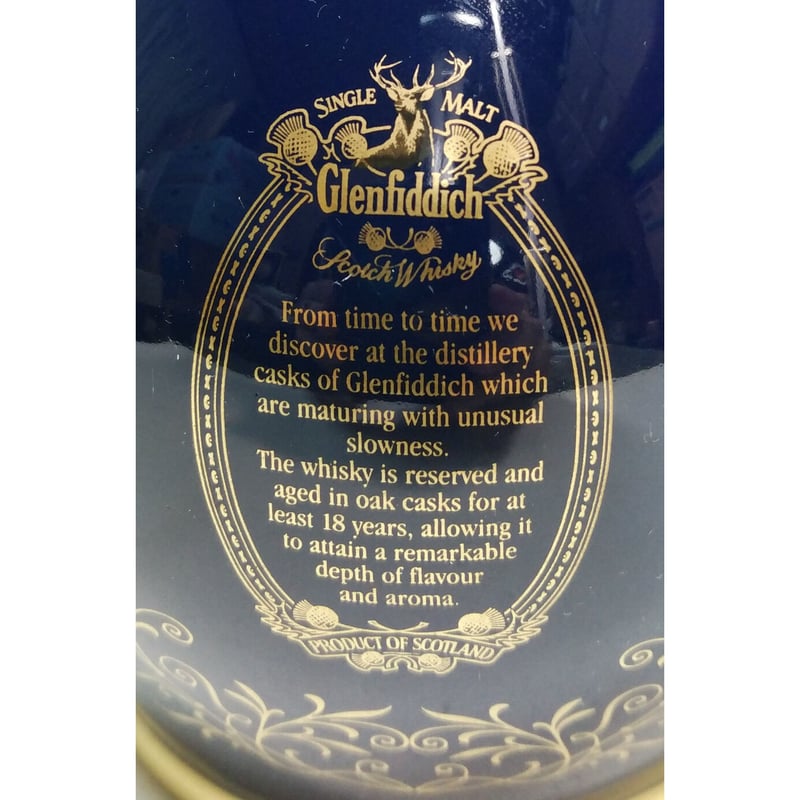 SINGLE MALT
Glenfiddich
Scotch Whisky
From time to time we
discover at the distillery
casks of Glenfiddich which
are maturing with unusual
slowness.
The whisky is reserved and
aged in oak casks for at
least 18 years, allowing it
to attain a remarkable
depth of flavour
and aroma.
PRODUCT OF SCOTLAND